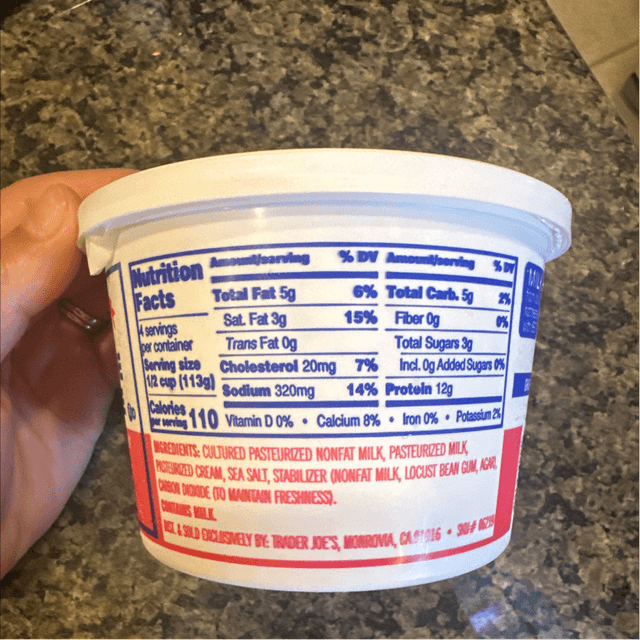 Nutrition
Facts
4 servings
per container
Serving size
1/2 cup (113g)
Calories
per serving 110
Amount/serving % DV
Total Fat 5g 6%
Sat. Fat 3g 15%
Trans Fat 0g
Cholesterol 20mg 7%
Sodium 320mg 14%
Amount/serving % DV
Total Carb. 5g 2%
Fiber 0g 0%
Total Sugars 3g
Incl. 0g Added Sugars 0%
Protein 12g
Vitamin D 0% • Calcium 8% • Iron 0% • Potassium 2%
INGREDIENTS: CULTURED PASTEURIZED NONFAT MILK, PASTEURIZED MILK,
PASTEURIZED CREAM, SEA SALT, STABILIZER (NONFAT MILK, LOCUST BEAN GUM, AGAR,
CARBON DIOXIDE (TO MAINTAIN FRESHNESS).
CONTAINS MILK.
DIST. & SOLD EXCLUSIVELY BY: TRADER JOE'S, MONROVIA, CA 91016 • SKU#